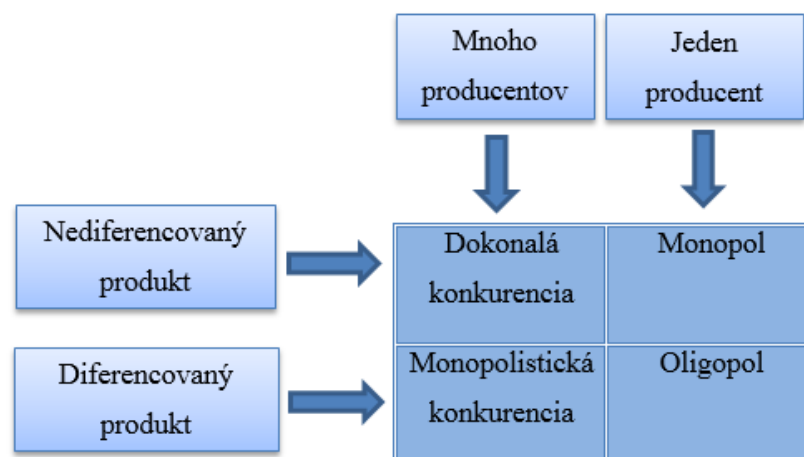 Mnoho
producentov
Jeden
producent
Nediferencovaný
produkt
Dokonalá
konkurencia
Monopol
Diferencovaný
produkt
Monopolistická
konkurencia
Oligopol